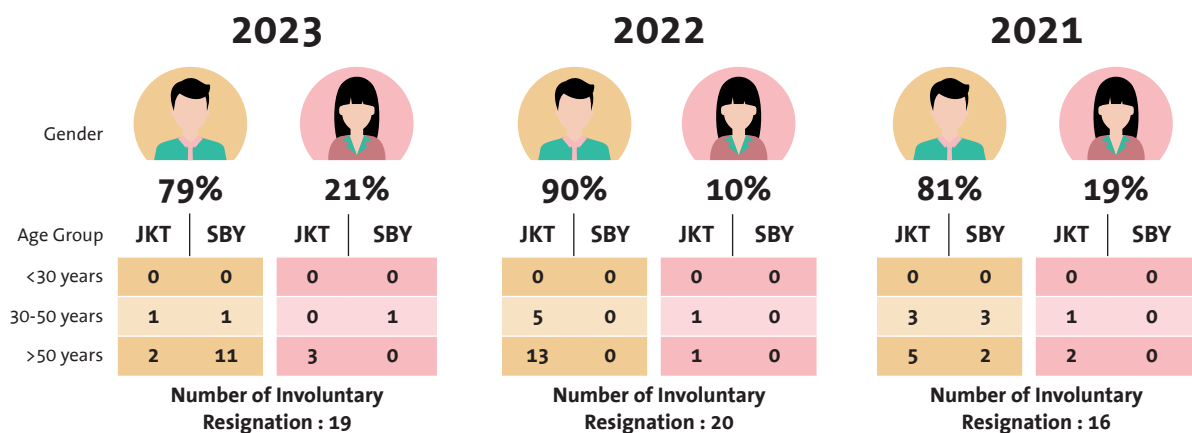 2023 2022 2021
Gender
79% 21% 90% 10% 81% 19%
Age Group JKT SBY JKT SBY JKT SBY JKT SBY JKT SBY JKT SBY
<30 years 0 0 0 0 0 0 0 0 0 0 0 0
30-50 years 1 1 0 1 5 0 1 0 3 3 1 0
>50 years 2 11 3 0 13 0 1 0 5 2 2 0
Number of Involuntary Number of Involuntary Number of Involuntary
Resignation : 19 Resignation : 20 Resignation : 16